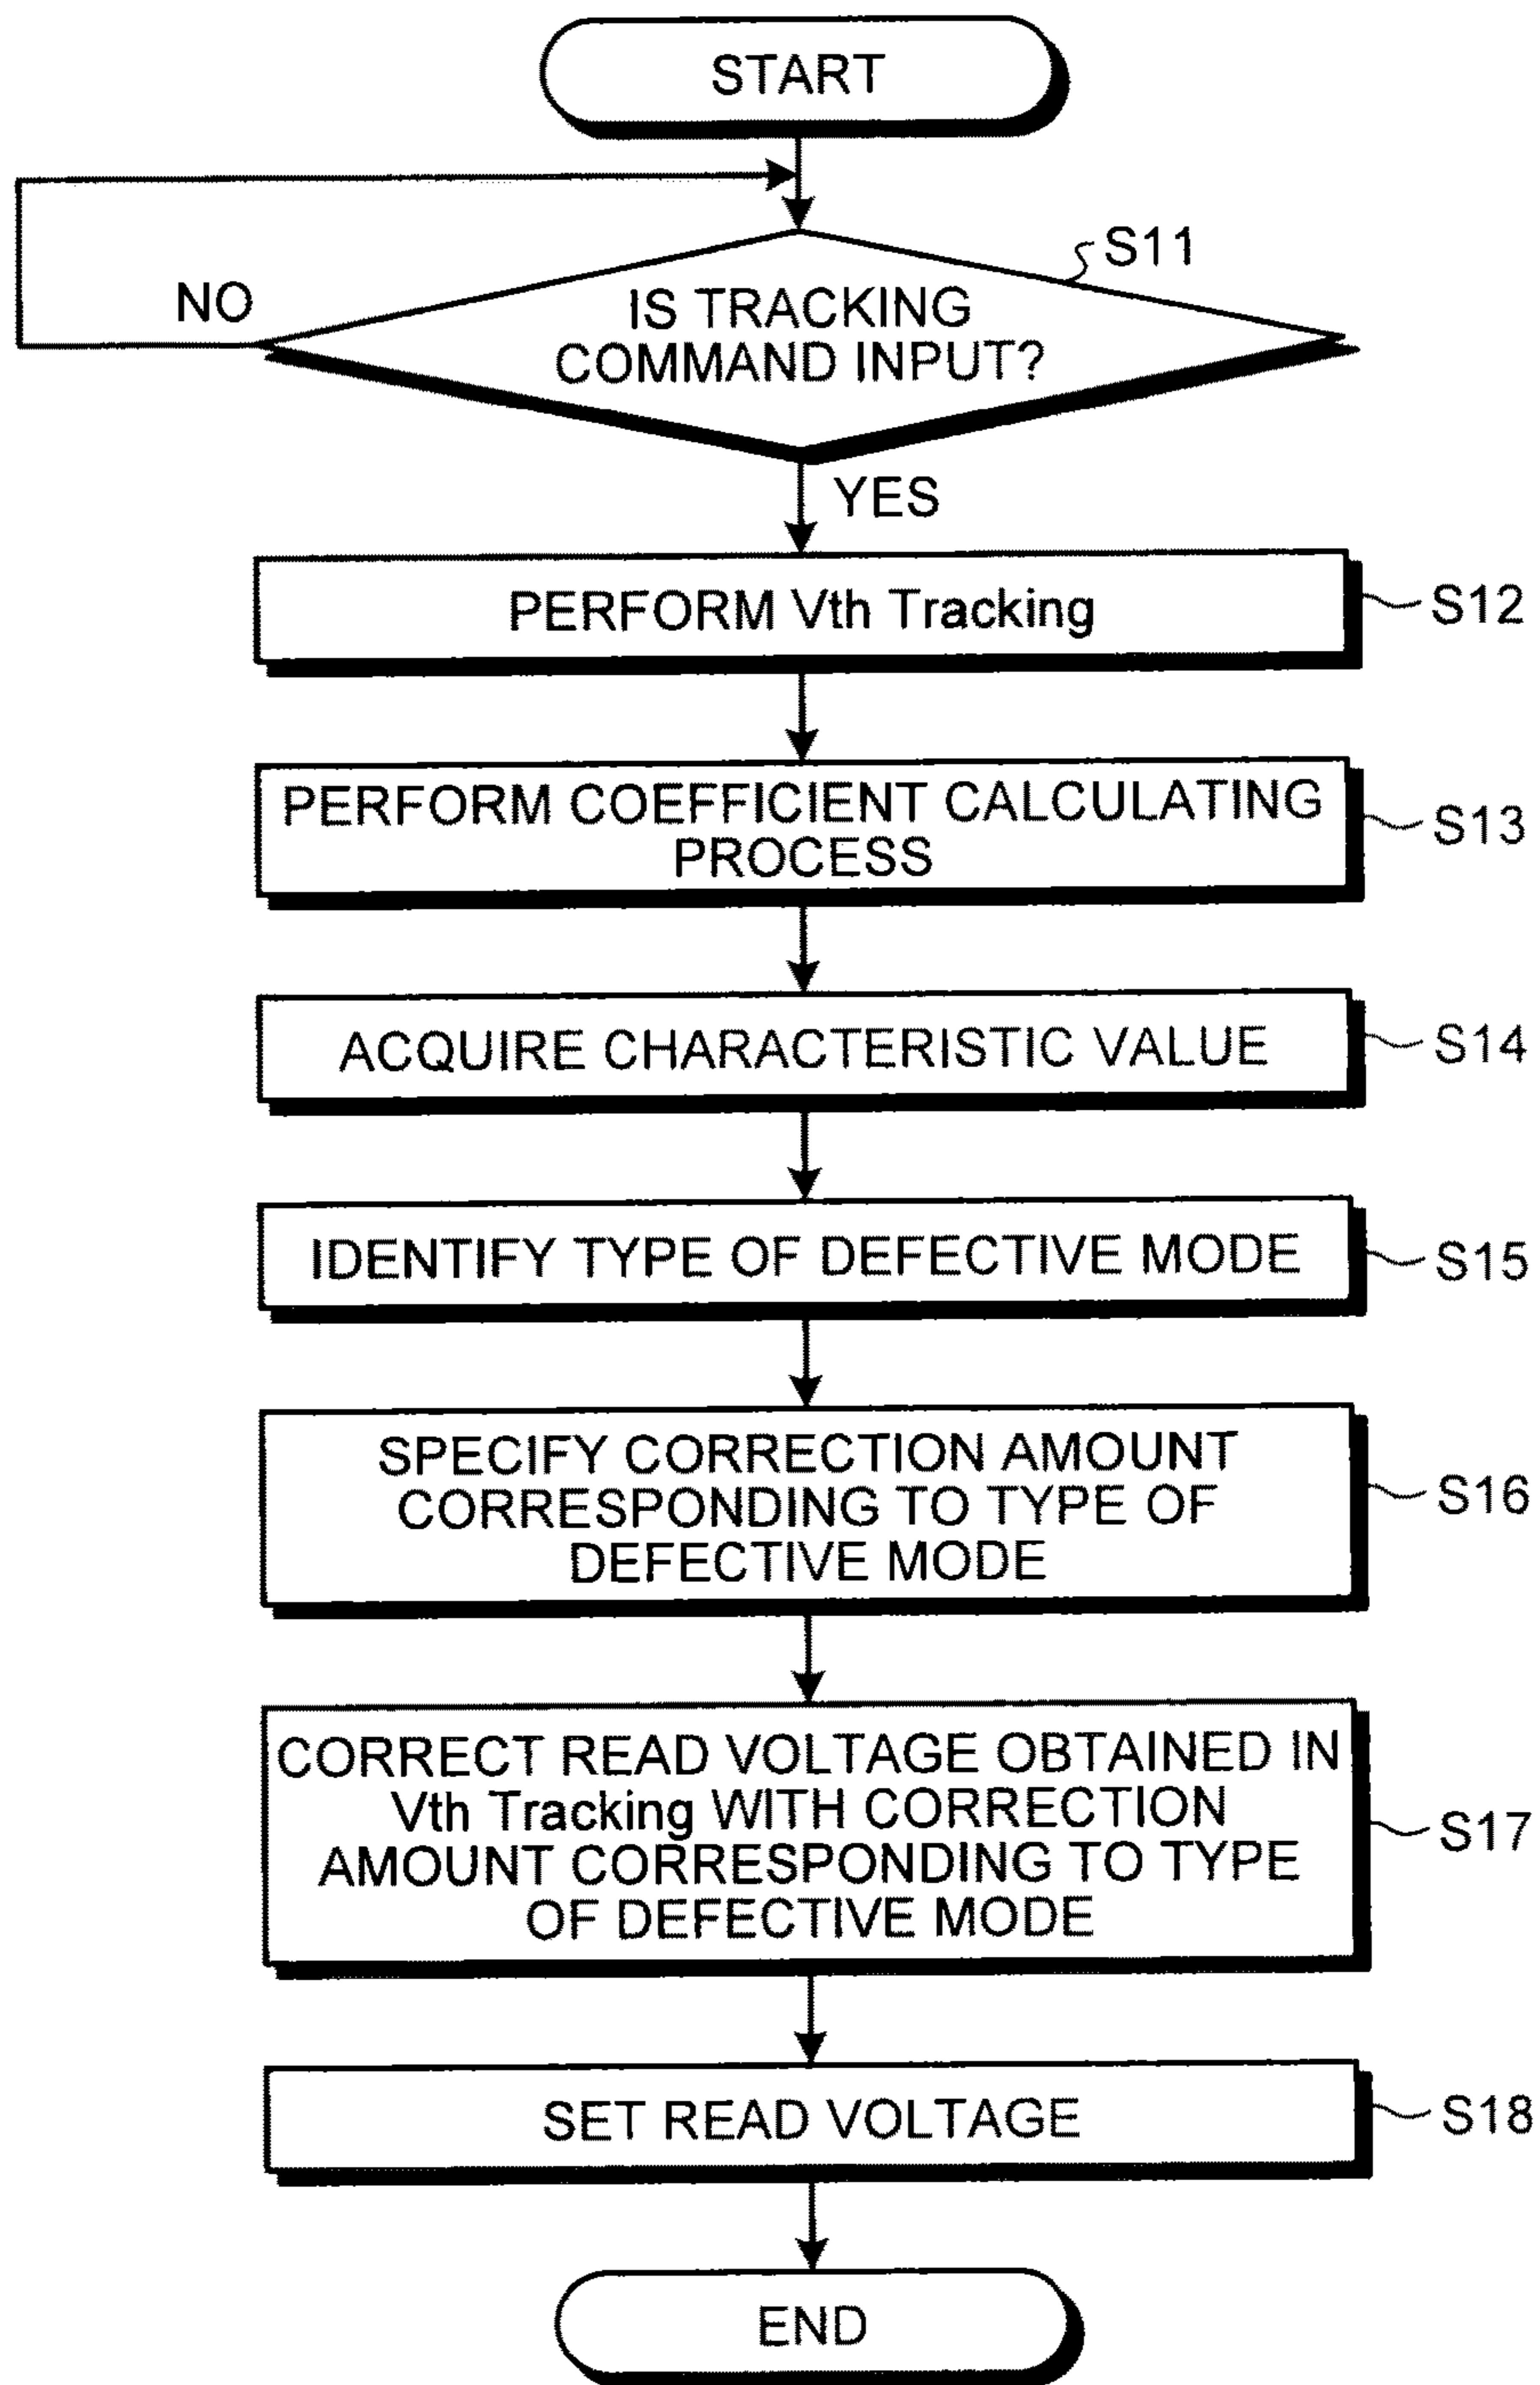 START
NO
S11
IS TRACKING
COMMAND INPUT?
YES
PERFORM Vth Tracking
S12
PERFORM COEFFICIENT CALCULATING
PROCESS
S13
ACQUIRE CHARACTERISTIC VALUE
S14
IDENTIFY TYPE OF DEFECTIVE MODE
S15
SPECIFY CORRECTION AMOUNT
CORRESPONDING TO TYPE OF
DEFECTIVE MODE
S16
CORRECT READ VOLTAGE OBTAINED IN
Vth Tracking WITH CORRECTION
AMOUNT CORRESPONDING TO TYPE
OF DEFECTIVE MODE
S17
SET READ VOLTAGE
S18
END